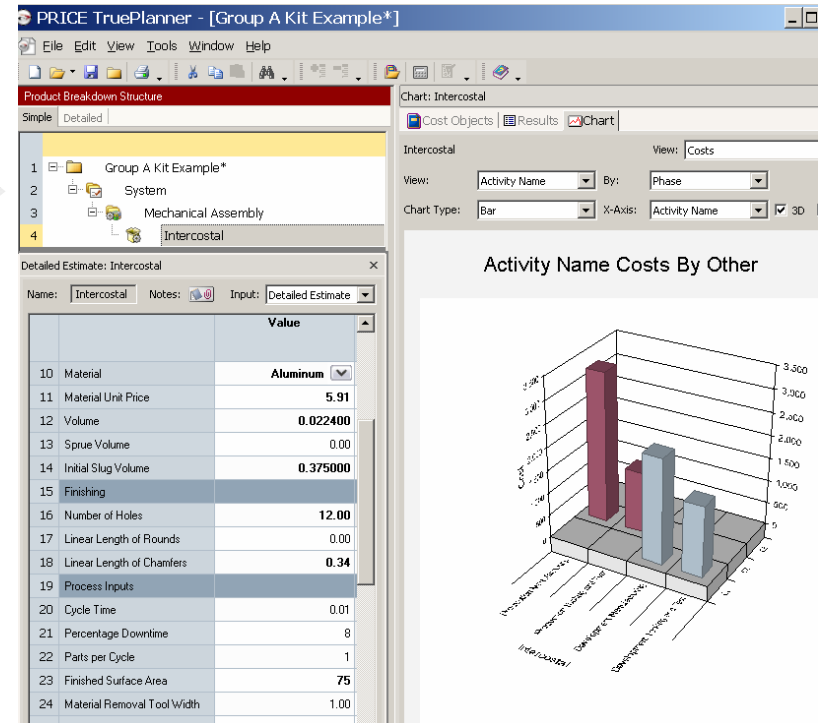 PRICE TruePlanner - [Group A Kit Example*]
File Edit View Tools Window Help
Product Breakdown Structure
Simple Detailed
1 Group A Kit Example*
2 System
3 Mechanical Assembly
4 Intercostal
Detailed Estimate: Intercostal
Name: Intercostal Notes: Input: Detailed Estimate
Value
10 Material Aluminum
11 Material Unit Price 5.91
12 Volume 0.022400
13 Sprue Volume 0.00
14 Initial Slug Volume 0.375000
15 Finishing
16 Number of Holes 12.00
17 Linear Length of Rounds 0.00
18 Linear Length of Chamfers 0.34
19 Process Inputs
20 Cycle Time 0.01
21 Percentage Downtime 8
22 Parts per Cycle 1
23 Finished Surface Area 75
24 Material Removal Tool Width 1.00
Chart: Intercostal
Cost Objects Results Chart
Intercostal View: Costs
View: Activity Name By: Phase
Chart Type: Bar X-Axis: Activity Name 3D
Activity Name Costs By Other
3,500
3,000
2,500
2,000
1,500
1,000
500
0
Cost
Intercostal